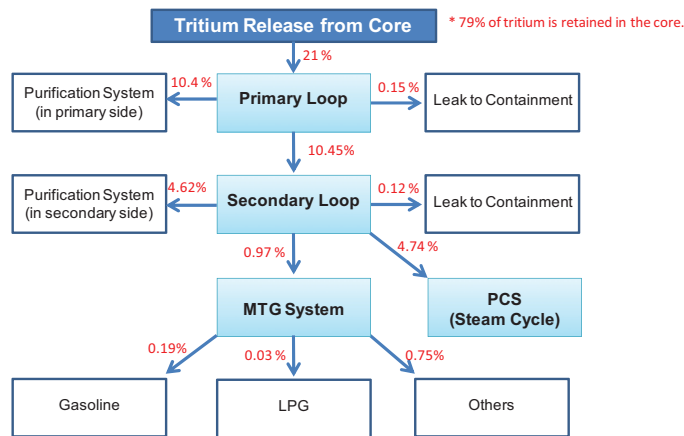 Tritium Release from Core
* 79% of tritium is retained in the core.
21 %
10.4 %
0.15 %
Purification System
(in primary side)
Primary Loop
Leak to Containment
10.45%
4.62%
0.12 %
Purification System
(in secondary side)
Secondary Loop
Leak to Containment
0.97 %
4.74 %
MTG System
PCS
(Steam Cycle)
0.19%
0.03 %
0.75%
Gasoline
LPG
Others